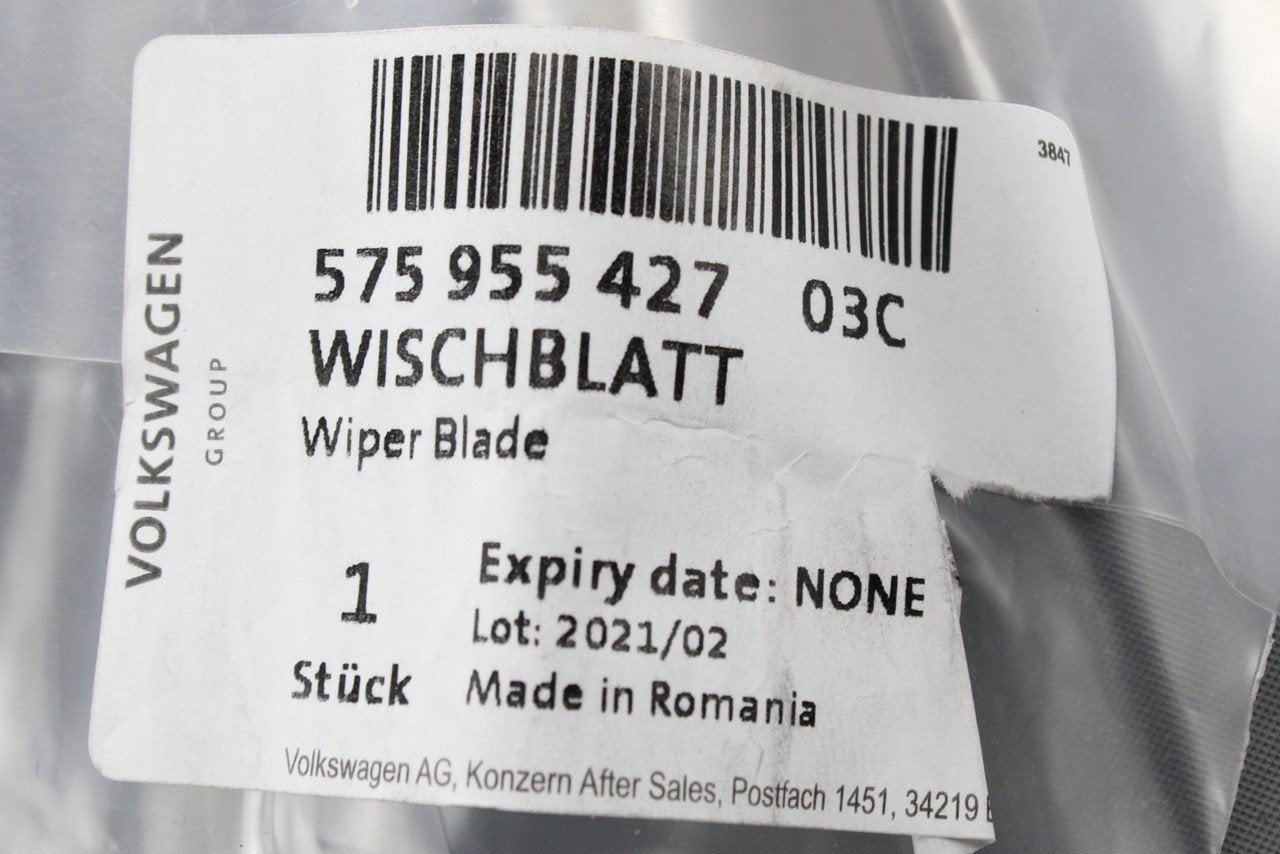 3847
575 955 427 03C
WISCHBLATT
Wiper Blade
VOLKSWAGEN
GROUP
1
Stück
Expiry date: NONE
Lot: 2021/02
Made in Romania
Volkswagen AG, Konzern After Sales, Postfach 1451, 34219